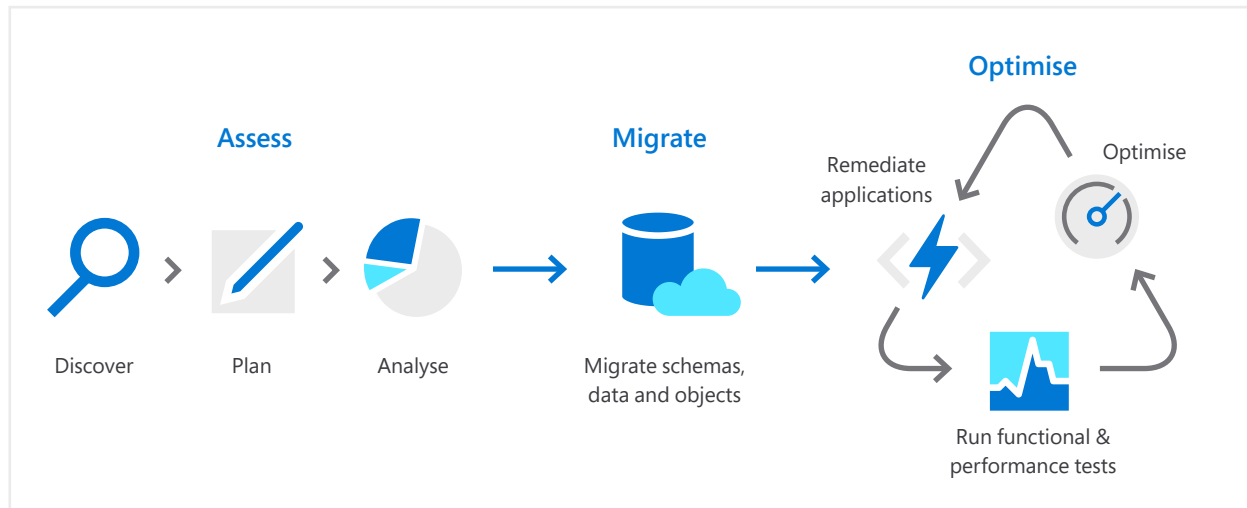 Assess
Discover
Plan
Analyse
Migrate
Migrate schemas,
data and objects
Optimise
Remediate
applications
Run functional &
performance tests
Optimise